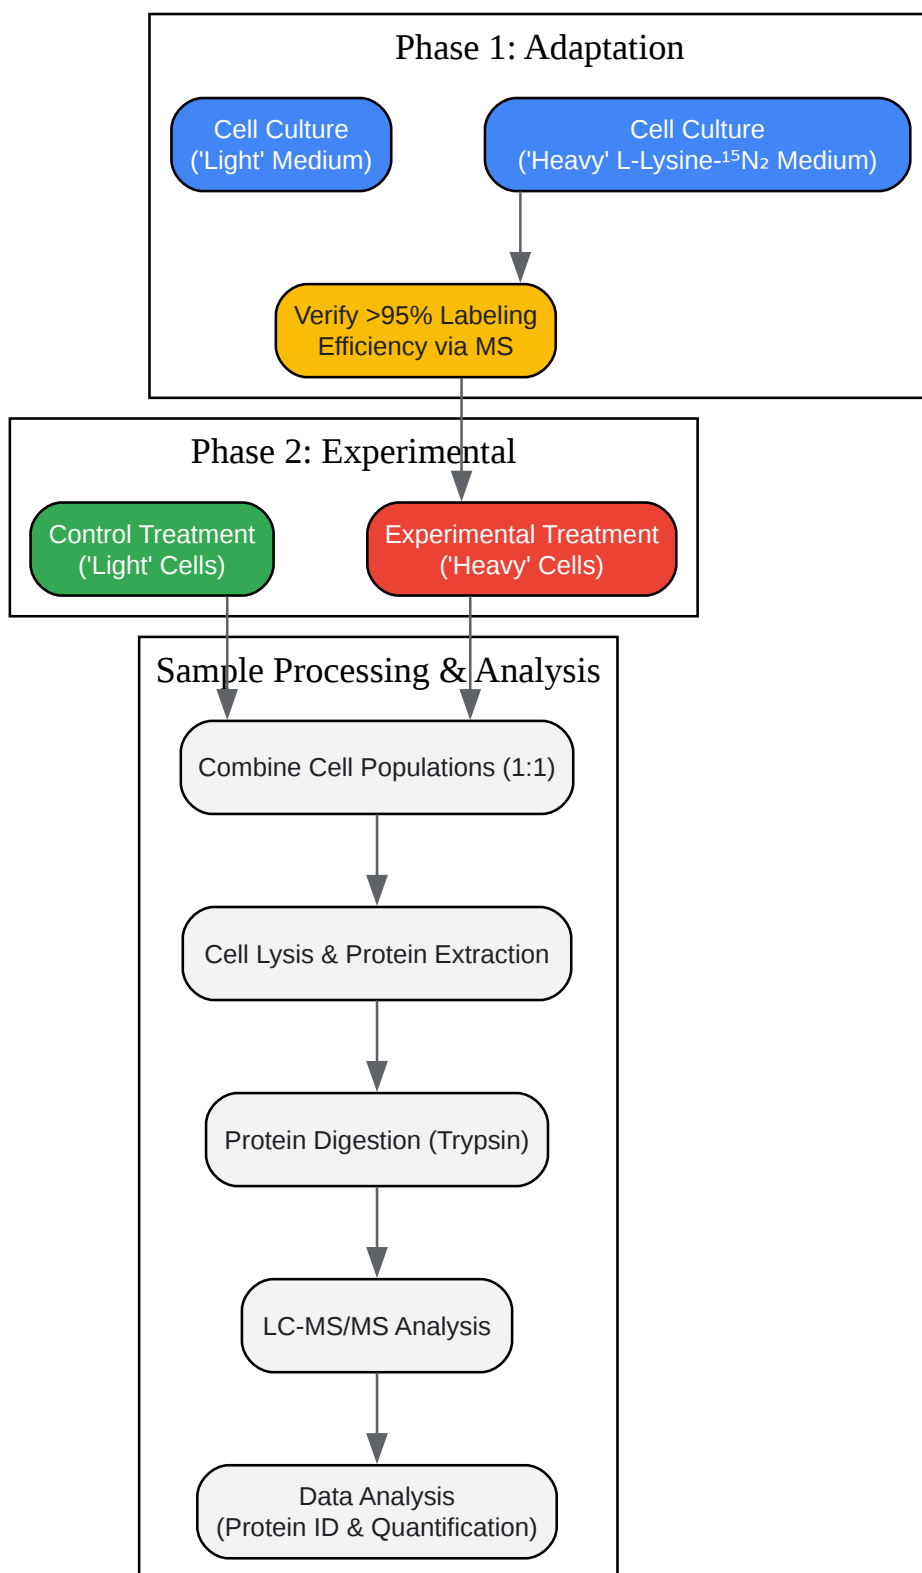 Phase 1: Adaptation
Cell Culture
('Light' Medium)
Cell Culture
('Heavy' L-Lysine-¹⁵N₂ Medium)
Verify >95% Labeling
Efficiency via MS
Phase 2: Experimental
Control Treatment
('Light' Cells)
Experimental Treatment
('Heavy' Cells)
Sample Processing & Analysis
Combine Cell Populations (1:1)
Cell Lysis & Protein Extraction
Protein Digestion (Trypsin)
LC-MS/MS Analysis
Data Analysis
(Protein ID & Quantification)